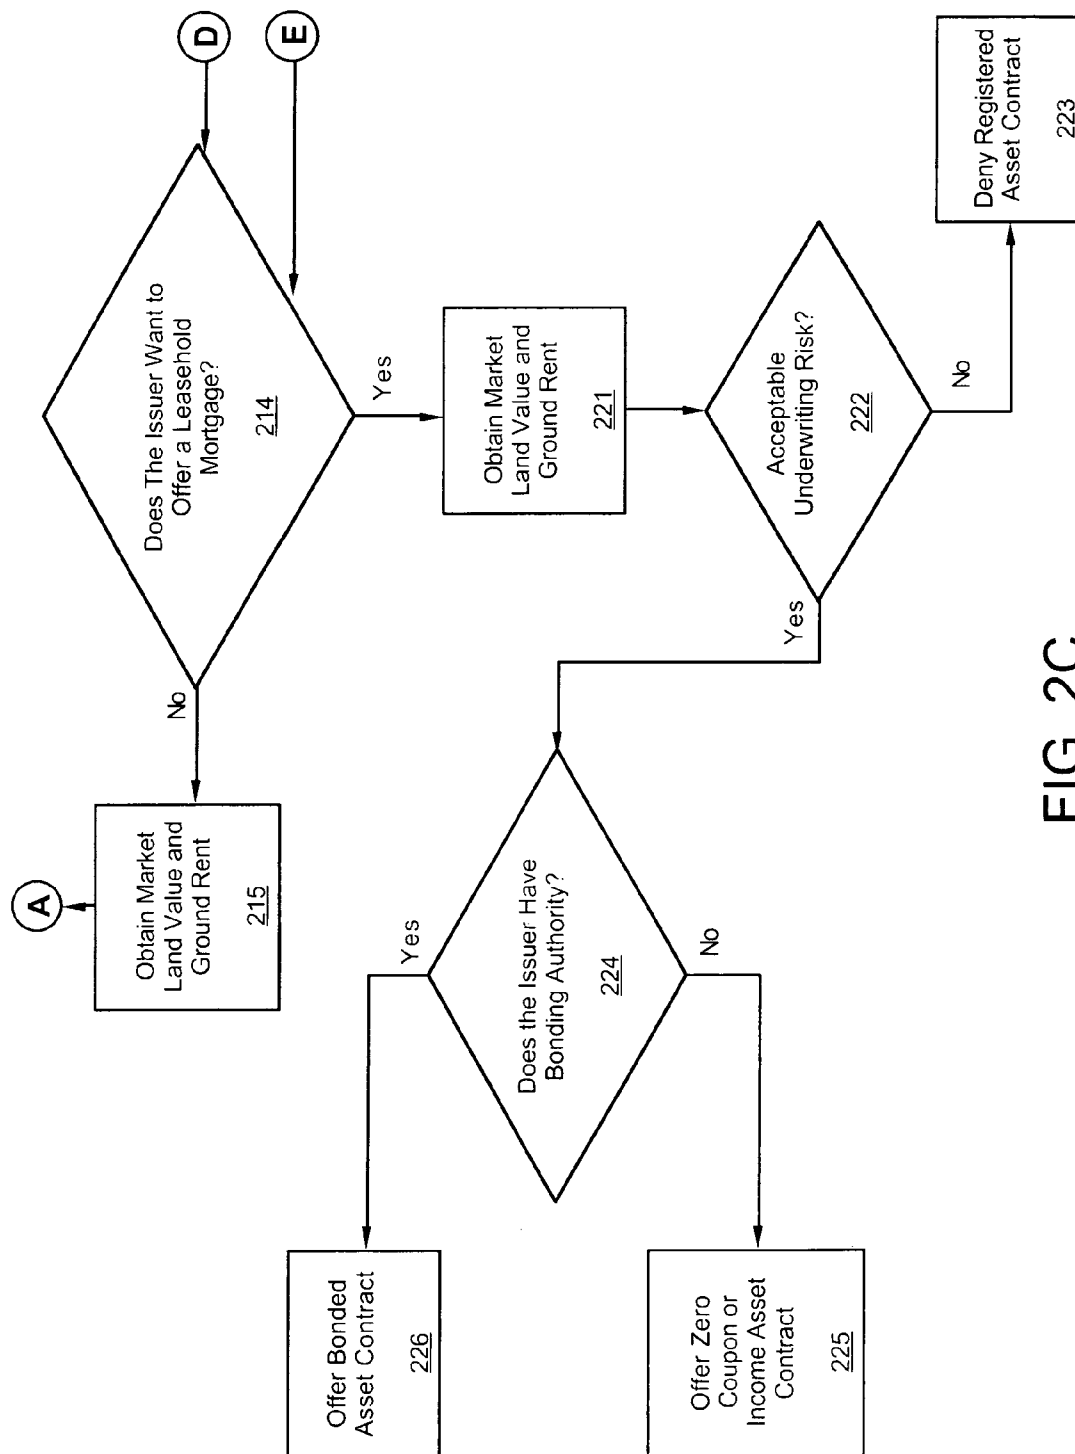 D
E
Does The Issuer Want to
Offer a Leasehold
Mortgage?
214
No
Yes
Obtain Market
Land Value and
Ground Rent
215
A
Obtain Market
Land Value and
Ground Rent
221
Acceptable
Underwriting Risk?
222
No
Yes
Deny Registered
Asset Contract
223
Does the Issuer Have
Bonding Authority?
224
Yes
No
Offer Bonded
Asset Contract
226
Offer Zero
Coupon or
Income Asset
Contract
225
FIG. 2C